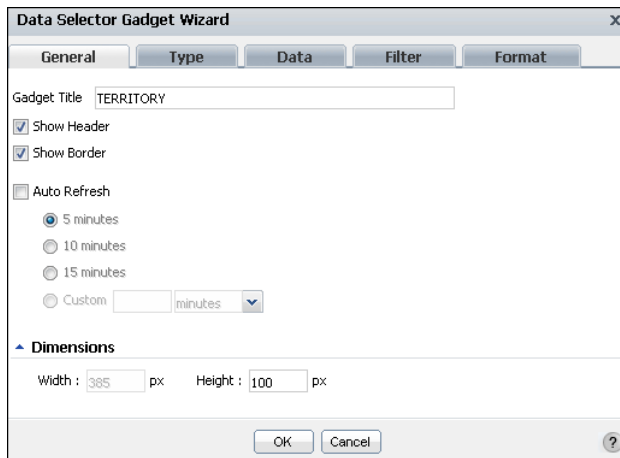 Data Selector Gadget Wizard x
General Type Data Filter Format
Gadget Title TERRITORY
Show Header
Show Border
Auto Refresh
5 minutes
10 minutes
15 minutes
Custom minutes
Dimensions
Width : 385 px Height : 100 px
OK Cancel ?